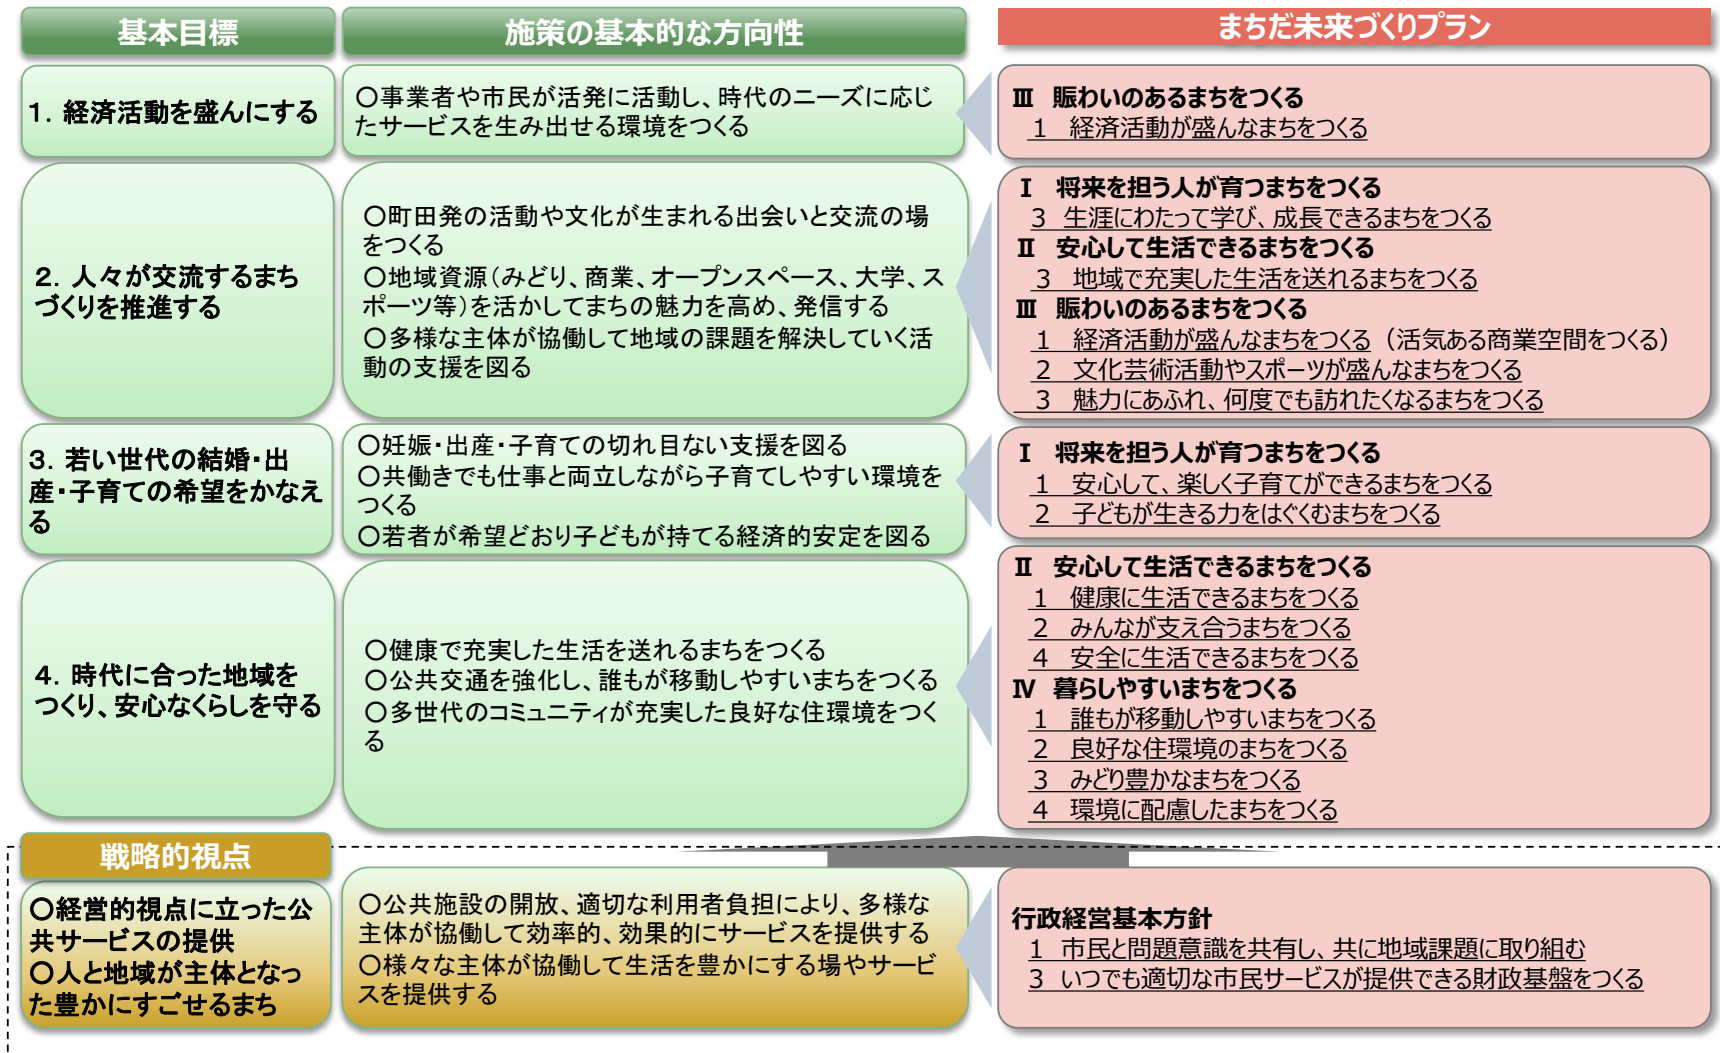 基本目標
施策の基本的な方向性
まちだ未来づくりプラン
1．経済活動を盛んにする
〇事業者や市民が活発に活動し、時代のニーズに応じ
たサービスを生み出せる環境をつくる
Ⅲ　賑わいのあるまちをつくる
1　経済活動が盛んなまちをつくる
2．人々が交流するまち
づくりを推進する
〇町田発の活動や文化が生まれる出会いと交流の場
をつくる
〇地域資源（みどり、商業、オープンスペース、大学、ス
ポーツ等）を活かしてまちの魅力を高め、発信する
〇多様な主体が協働して地域の課題を解決していく活
動の支援を図る
Ⅰ　将来を担う人が育つまちをつくる
3　生涯にわたって学び、成長できるまちをつくる
Ⅱ　安心して生活できるまちをつくる
3　地域で充実した生活を送れるまちをつくる
Ⅲ　賑わいのあるまちをつくる
1　経済活動が盛んなまちをつくる（活気ある商業空間をつくる）
2　文化芸術活動やスポーツが盛んなまちをつくる
3　魅力にあふれ、何度でも訪れたくなるまちをつくる
3．若い世代の結婚・出
産・子育ての希望をかなえ
る
〇妊娠・出産・子育ての切れ目ない支援を図る
〇共働きでも仕事と両立しながら子育てしやすい環境を
つくる
〇若者が希望どおり子どもが持てる経済的安定を図る
Ⅰ　将来を担う人が育つまちをつくる
1　安心して、楽しく子育てができるまちをつくる
2　子どもが生きる力をはぐくむまちをつくる
4．時代に合った地域を
つくり、安心なくらしを守る
〇健康で充実した生活を送れるまちをつくる
〇公共交通を強化し、誰もが移動しやすいまちをつくる
〇多世代のコミュニティが充実した良好な住環境をつく
る
Ⅱ　安心して生活できるまちをつくる
1　健康に生活できるまちをつくる
2　みんなが支え合うまちをつくる
4　安全に生活できるまちをつくる
Ⅳ　暮らしやすいまちをつくる
1　誰もが移動しやすいまちをつくる
2　良好な住環境のまちをつくる
3　みどり豊かなまちをつくる
4　環境に配慮したまちをつくる
戦略的視点
〇経営的視点に立った公
共サービスの提供
〇人と地域が主体となっ
た豊かにすごせるまち
〇公共施設の開放、適切な利用者負担により、多様な
主体が協働して効率的、効果的にサービスを提供する
〇様々な主体が協働して生活を豊かにする場やサービ
スを提供する
行政経営基本方針
1　市民と問題意識を共有し、共に地域課題に取り組む
3　いつでも適切な市民サービスが提供できる財政基盤をつくる